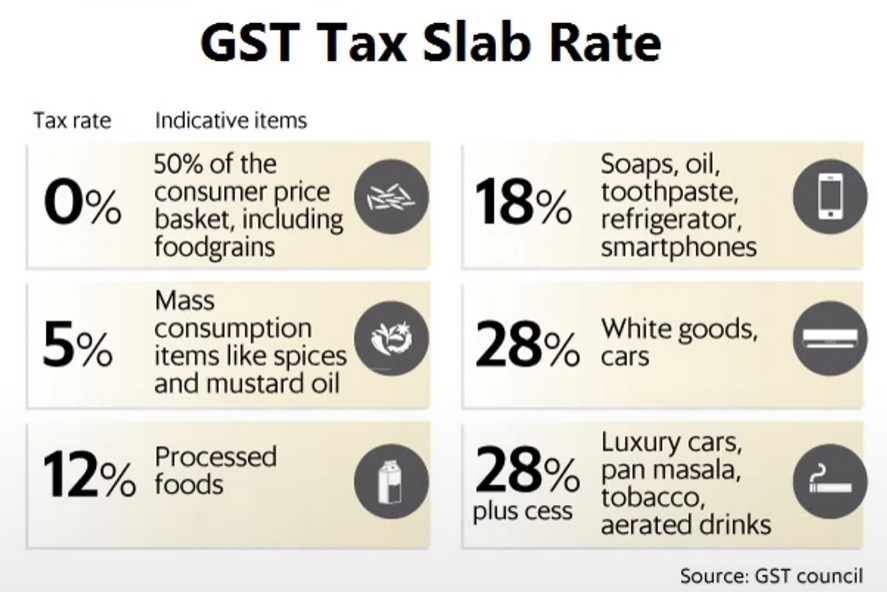 GST Tax Slab Rate
Tax rate
Indicative items
0%
50% of the
consumer price
basket, including
foodgrains
5%
Mass
consumption
items like spices
and mustard oil
12%
Processed
foods
18%
Soaps, oil,
toothpaste,
refrigerator,
smartphones
28%
White goods,
cars
28%
plus cess
Luxury cars,
pan masala,
tobacco,
aerated drinks
Source: GST council